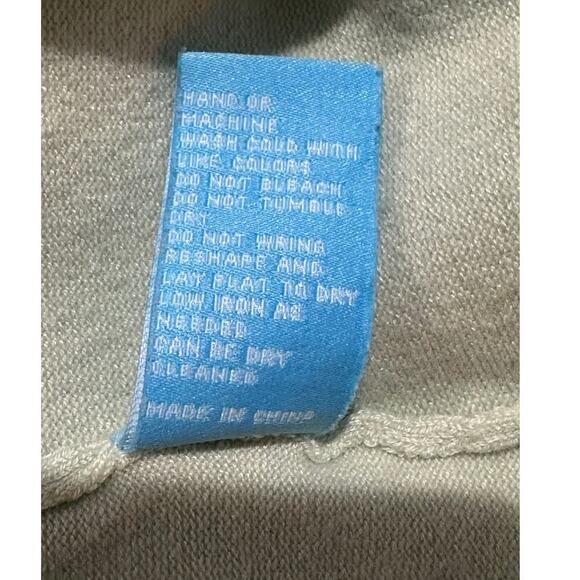 HAND OR
MACHINE
WASH COLD WITH
LIKE COLORS
DO NOT BLEACH
DO NOT TUMBLE
DRY
DO NOT WRING
RESHAPE AND
LAY FLAT TO DRY
LOW IRON AS
NEEDED
CAN BE DRY
CLEANED
MADE IN CHINA